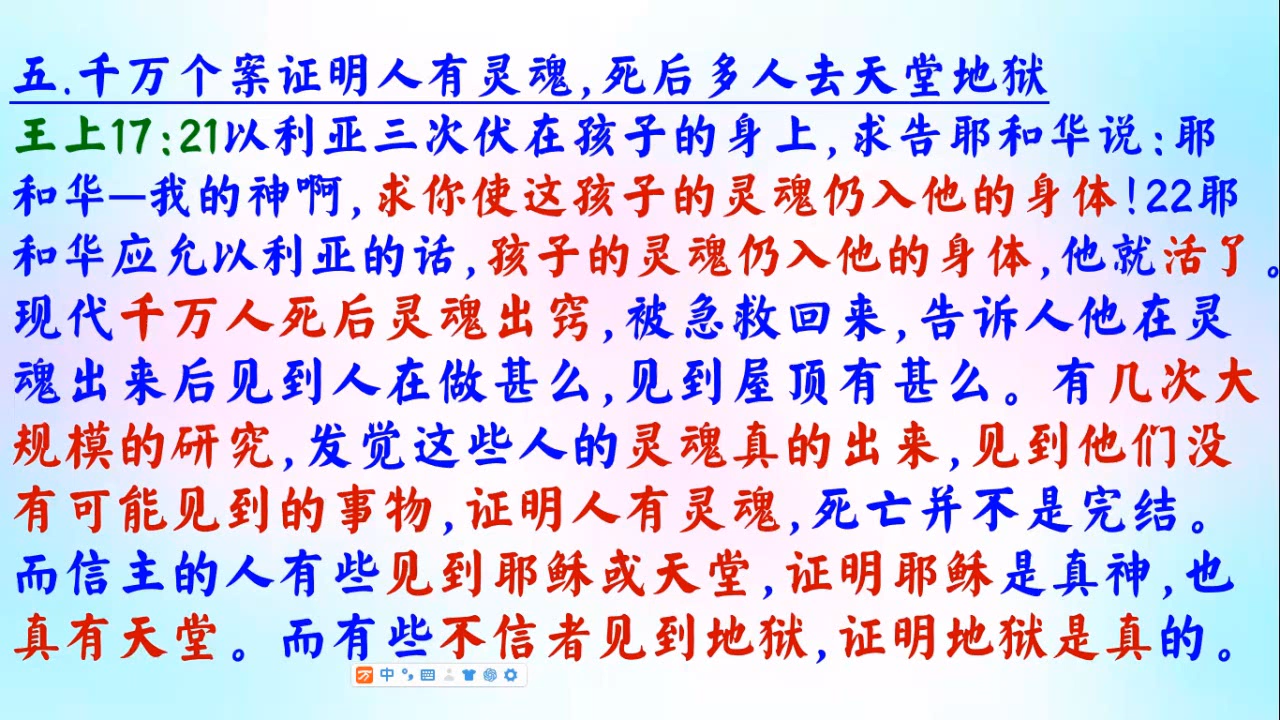 五.千万个案证明人有灵魂,死后多人去天堂地狱
王上17:21以利亚三次伏在孩子的身上,求告耶和华说:耶
和华—我的神啊,求你使这孩子的灵魂仍入他的身体!22耶
和华应允以利亚的话,孩子的灵魂仍入他的身体,他就活了。
现代千万人死后灵魂出窍,被急救回来,告诉人他在灵
魂出来后见到人在做甚么,见到屋顶有甚么。有几次大
规模的研究,发觉这些人的灵魂真的出来,见到他们没
有可能见到的事物,证明人有灵魂,死亡并不是完结。
而信主的人有些见到耶稣或天堂,证明耶稣是真神,也
真有天堂。而有些不信者见到地狱,证明地狱是真的。
中